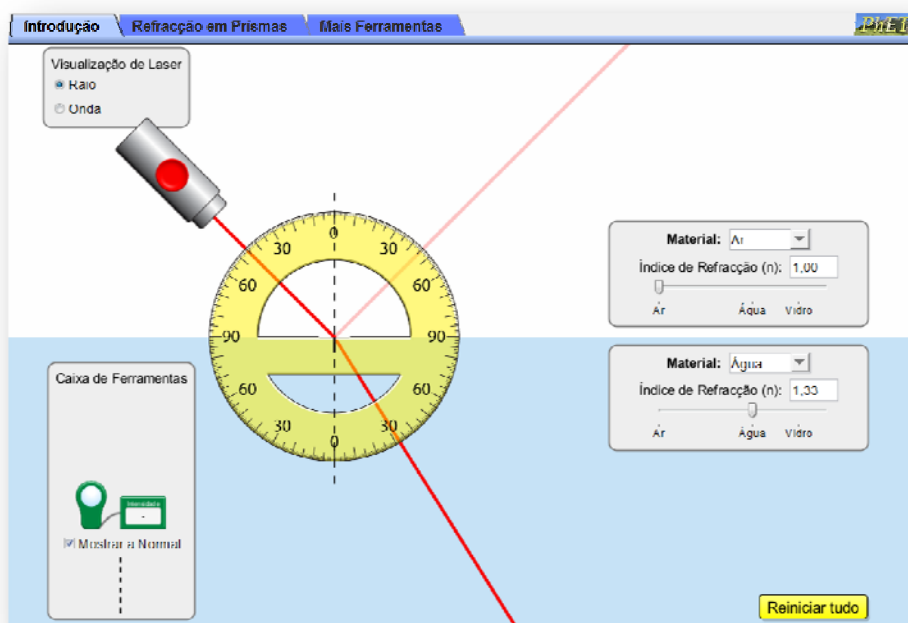 Introdução
Refracção em Prismas
Mais Ferramentas
PhET
Visualização de Laser
Raio
Onda
0
30
30
60
60
90
90
60
60
30
30
0
Material: Ar
Índice de Refracção (n): 1,00
Ar Água Vidro
Material: Água
Índice de Refracção (n): 1,33
Ar Água Vidro
Caixa de Ferramentas
Intensidade
-
Mostrar a Normal
Reiniciar tudo